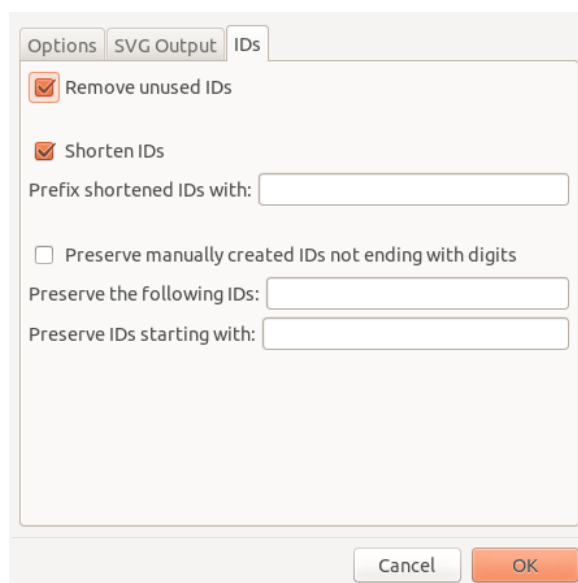 Options SVG Output IDs
Remove unused IDs
Shorten IDs
Prefix shortened IDs with:
Preserve manually created IDs not ending with digits
Preserve the following IDs:
Preserve IDs starting with:
Cancel OK